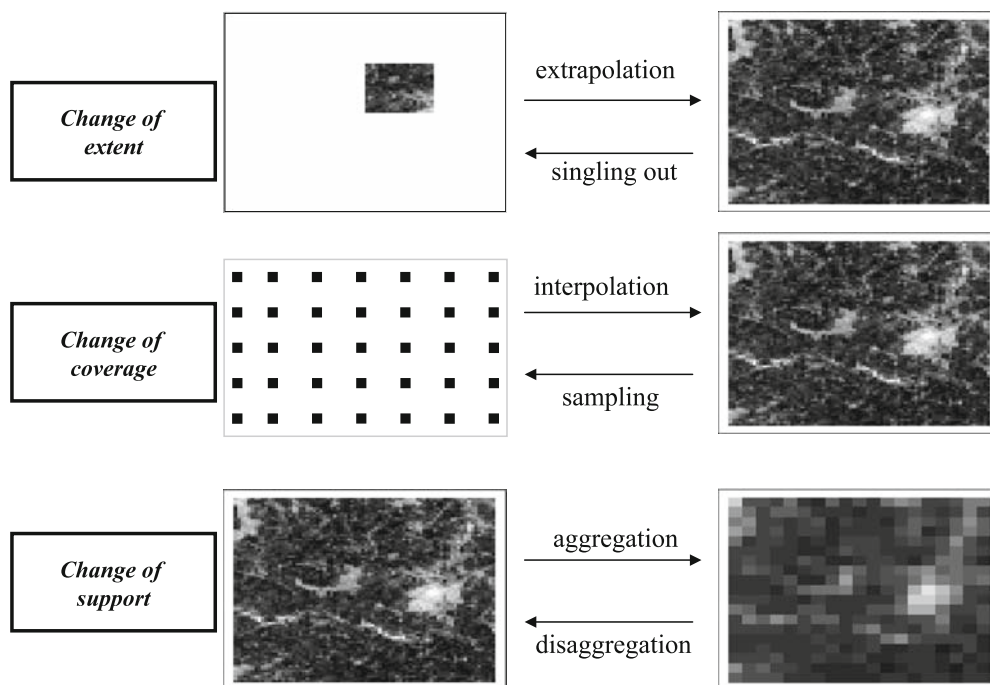 Change of
extent
extrapolation
singling out
Change of
coverage
interpolation
sampling
Change of
support
aggregation
disaggregation